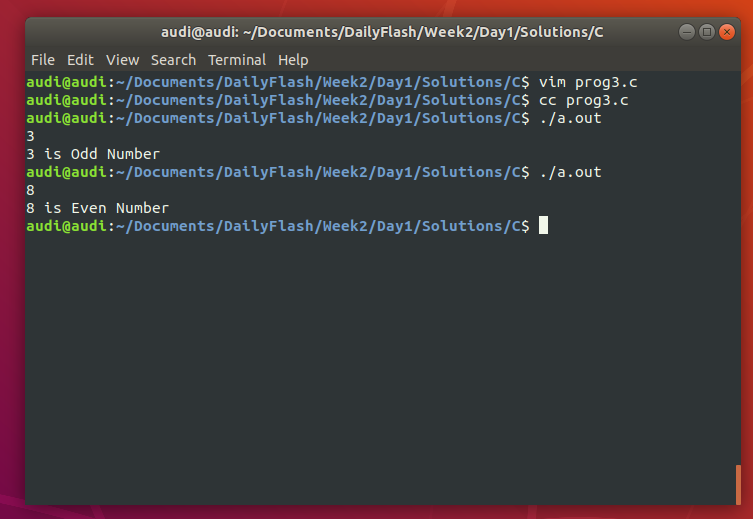 audi@audi: ~/Documents/DailyFlash/Week2/Day1/Solutions/C
File Edit View Search Terminal Help
audi@audi:~/Documents/DailyFlash/Week2/Day1/Solutions/C$ vim prog3.c
audi@audi:~/Documents/DailyFlash/Week2/Day1/Solutions/C$ cc prog3.c
audi@audi:~/Documents/DailyFlash/Week2/Day1/Solutions/C$ ./a.out
3
3 is Odd Number
audi@audi:~/Documents/DailyFlash/Week2/Day1/Solutions/C$ ./a.out
8
8 is Even Number
audi@audi:~/Documents/DailyFlash/Week2/Day1/Solutions/C$